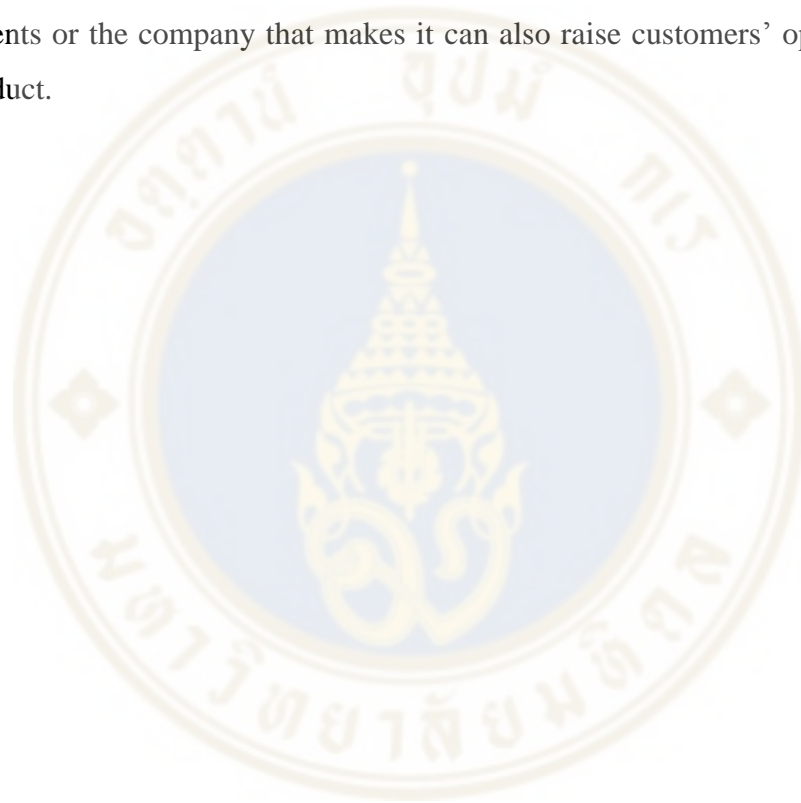 ents or the company that makes it can also raise customers’ op
duct.
อตฺตานํ อุปมํ กเร
มหาวิทยาลัยมหิดล